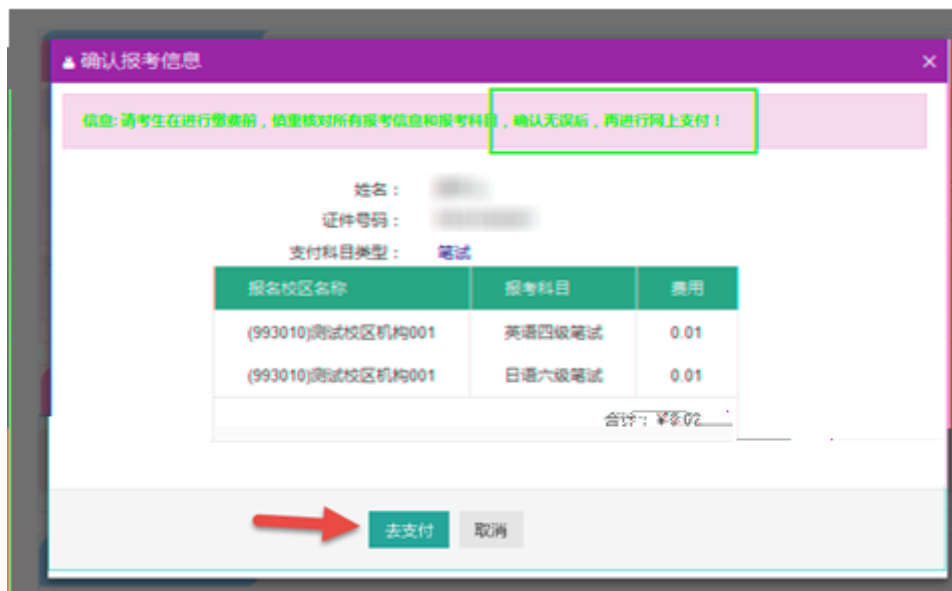 确认报考信息 ×
信息: 请考生在进行缴费前，慎重核对所有报考信息和报考科目，确认无误后，再进行网上支付！
姓名：
证件号码：
支付科目类型： 笔试
报名校区名称 报考科目 费用
(993010)测试校区机构001 英语四级笔试 0.01
(993010)测试校区机构001 日语六级笔试 0.01
合计：￥0.02
去支付 取消